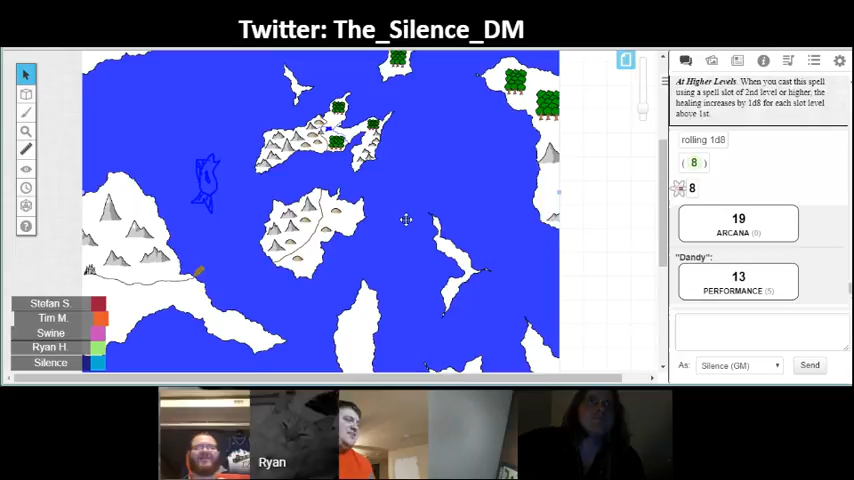 Twitter: The_Silence_DM
At Higher Levels. When you cast this spell
using a spell slot of 2nd level or higher, the
healing increases by 1d8 for each slot level
above 1st.
rolling 1d8
( 8 )
8
19
ARCANA (0)
"Dandy":
13
PERFORMANCE (5)
Stefan S.
Tim M.
Swine
Ryan H.
Silence
As:
Silence (GM)
Send
Ryan